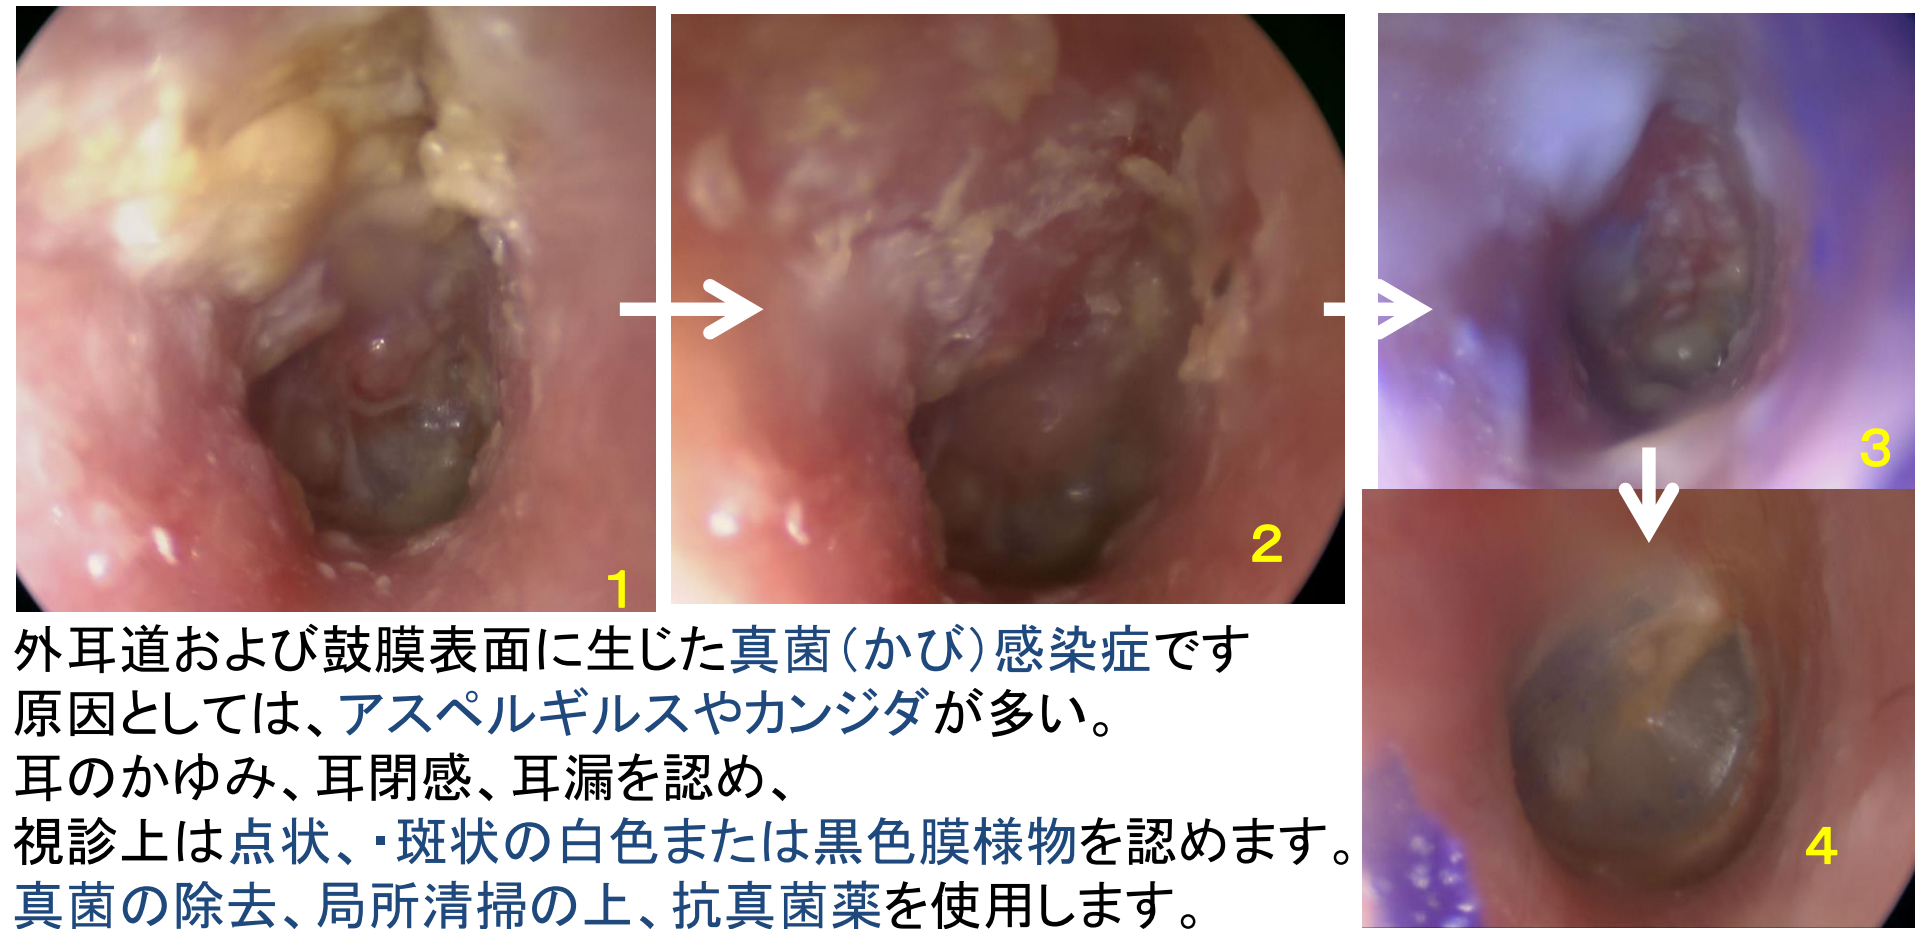 1
2
3
4
外耳道および鼓膜表面に生じた真菌(かび)感染症です
原因としては、アスペルギルスやカンジダが多い。
耳のかゆみ、耳閉感、耳漏を認め、
視診上は点状、・斑状の白色または黒色膜様物を認めます。
真菌の除去、局所清掃の上、抗真菌薬を使用します。